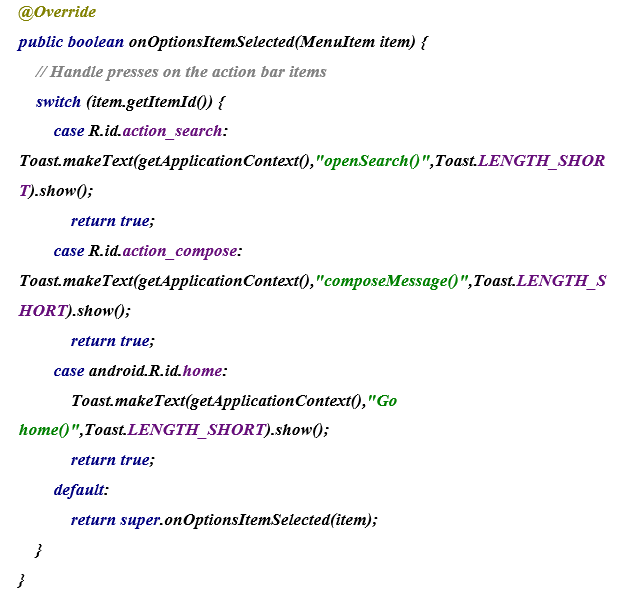 @Override
public boolean onOptionsItemSelected(MenuItem item) {
    // Handle presses on the action bar items
    switch (item.getItemId()) {
        case R.id.action_search:
Toast.makeText(getApplicationContext(),"openSearch()",Toast.LENGTH_SHOR
T).show();
            return true;
        case R.id.action_compose:
Toast.makeText(getApplicationContext(),"composeMessage()",Toast.LENGTH_S
HORT).show();
            return true;
        case android.R.id.home:
            Toast.makeText(getApplicationContext(),"Go
home()",Toast.LENGTH_SHORT).show();
            return true;
        default:
            return super.onOptionsItemSelected(item);
    }
}